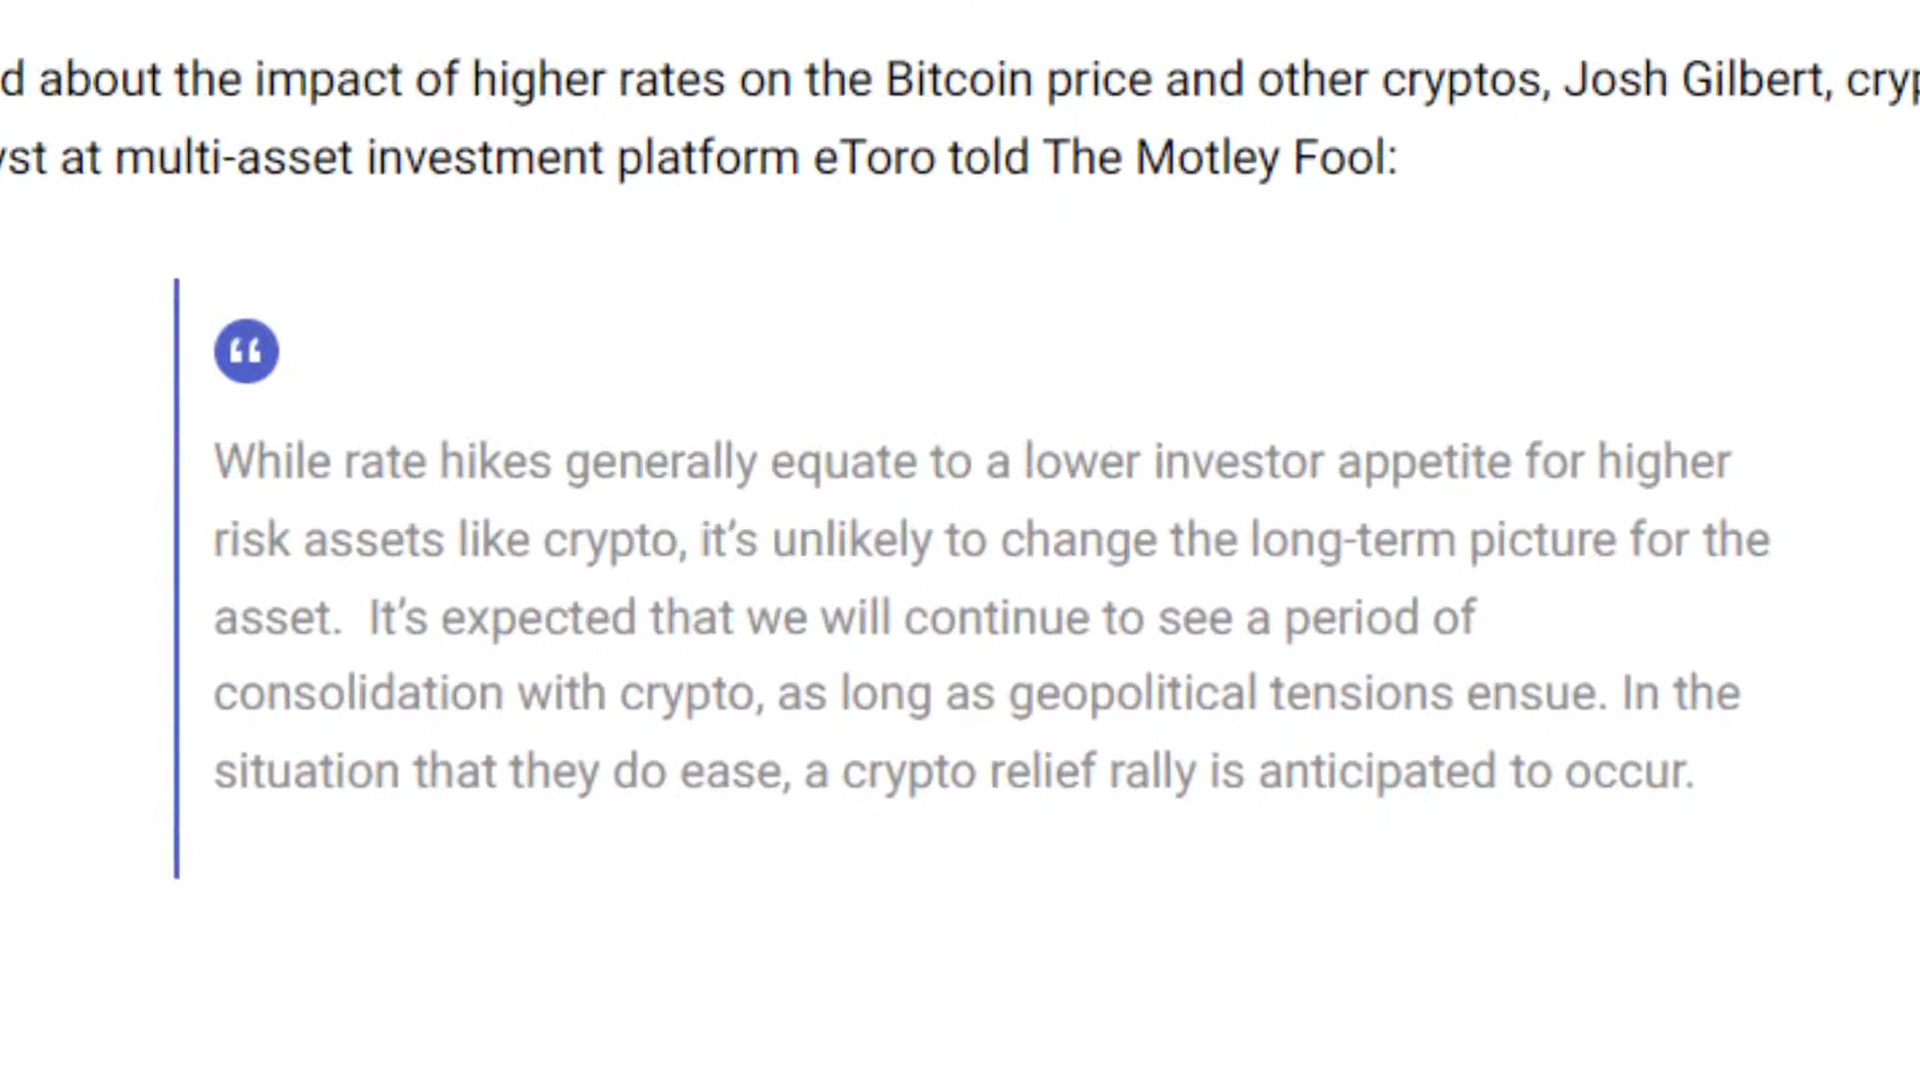 about the impact of higher rates on the Bitcoin price and other cryptos, Josh Gilbert,
at multi-asset investment platform eToro told The Motley Fool:
“
While rate hikes generally equate to a lower investor appetite for higher
risk assets like crypto, it’s unlikely to change the long-term picture for the
asset.  It’s expected that we will continue to see a period of
consolidation with crypto, as long as geopolitical tensions ensue. In the
situation that they do ease, a crypto relief rally is anticipated to occur.